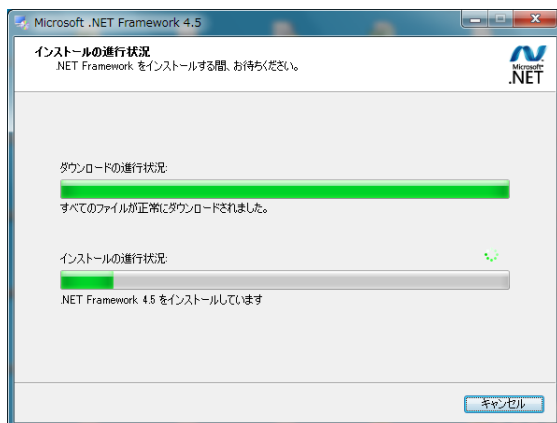 Microsoft .NET Framework 4.5
インストールの進行状況
.NET Framework をインストールする間、お待ちください。
Microsoft
.NET
ダウンロードの進行状況:
すべてのファイルが正常にダウンロードされました。
インストールの進行状況:
.NET Framework 4.5 をインストールしています
キャンセル